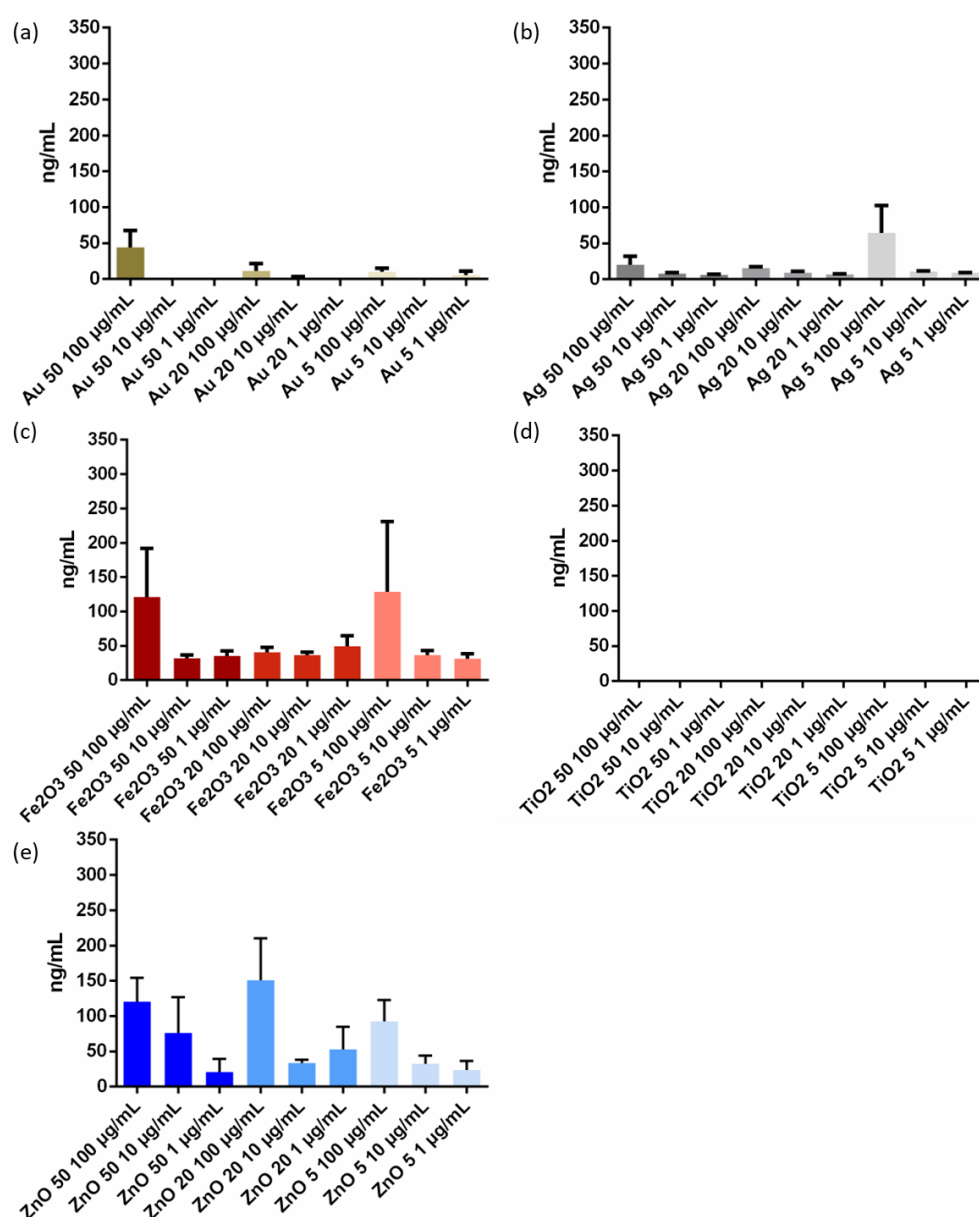 (a)
350
300
250
200
150
100
50
0
ng/mL
Au 50 100 µg/mL
Au 50 10 µg/mL
Au 50 1 µg/mL
Au 20 100 µg/mL
Au 20 10 µg/mL
Au 20 1 µg/mL
Au 5 100 µg/mL
Au 5 10 µg/mL
Au 5 1 µg/mL
(b)
350
300
250
200
150
100
50
0
ng/mL
Ag 50 100 µg/mL
Ag 50 10 µg/mL
Ag 50 1 µg/mL
Ag 20 100 µg/mL
Ag 20 10 µg/mL
Ag 20 1 µg/mL
Ag 5 100 µg/mL
Ag 5 10 µg/mL
Ag 5 1 µg/mL
(c)
350
300
250
200
150
100
50
0
ng/mL
Fe2O3 50 100 µg/mL
Fe2O3 50 10 µg/mL
Fe2O3 50 1 µg/mL
Fe2O3 20 100 µg/mL
Fe2O3 20 10 µg/mL
Fe2O3 20 1 µg/mL
Fe2O3 5 100 µg/mL
Fe2O3 5 10 µg/mL
Fe2O3 5 1 µg/mL
(d)
350
300
250
200
150
100
50
0
ng/mL
TiO2 50 100 µg/mL
TiO2 50 10 µg/mL
TiO2 50 1 µg/mL
TiO2 20 100 µg/mL
TiO2 20 10 µg/mL
TiO2 20 1 µg/mL
TiO2 5 100 µg/mL
TiO2 5 10 µg/mL
TiO2 5 1 µg/mL
(e)
350
300
250
200
150
100
50
0
ng/mL
ZnO 50 100 µg/mL
ZnO 50 10 µg/mL
ZnO 50 1 µg/mL
ZnO 20 100 µg/mL
ZnO 20 10 µg/mL
ZnO 20 1 µg/mL
ZnO 5 100 µg/mL
ZnO 5 10 µg/mL
ZnO 5 1 µg/mL